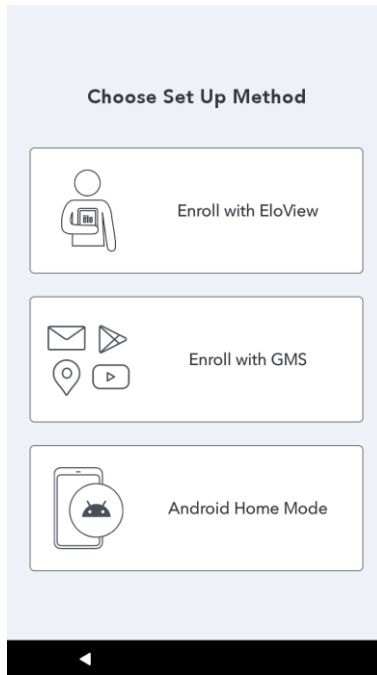 Choose Set Up Method
elo
Enroll with EloView
Enroll with GMS
Android Home Mode